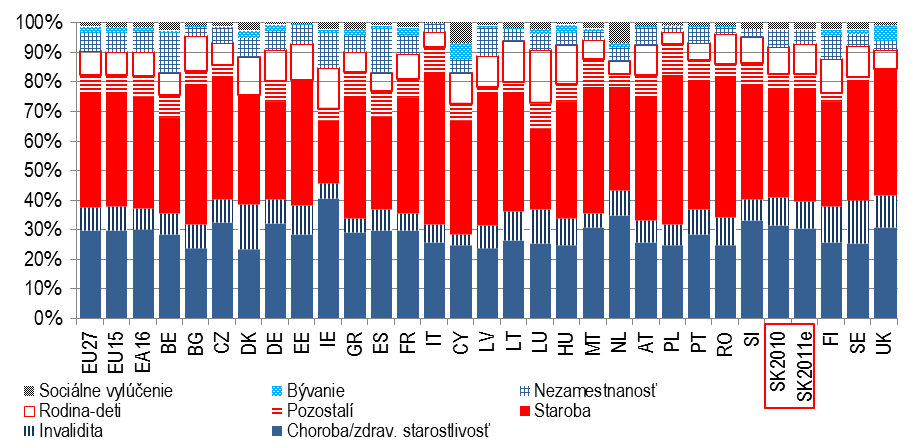 100%
90%
80%
70%
60%
50%
40%
30%
20%
10%
0%
EU27
EU15
EA16
BE
BG
CZ
DK
DE
EE
IE
GR
ES
FR
IT
CY
LV
LT
LU
HU
MT
NL
AT
PL
PT
RO
SI
SK2010
SK2011e
FI
SE
UK
Sociálne vylúčenie Bývanie Nezamestnanosť
Rodina-deti Pozostalí Staroba
Invalidita Choroba/zdrav. starostlivosť